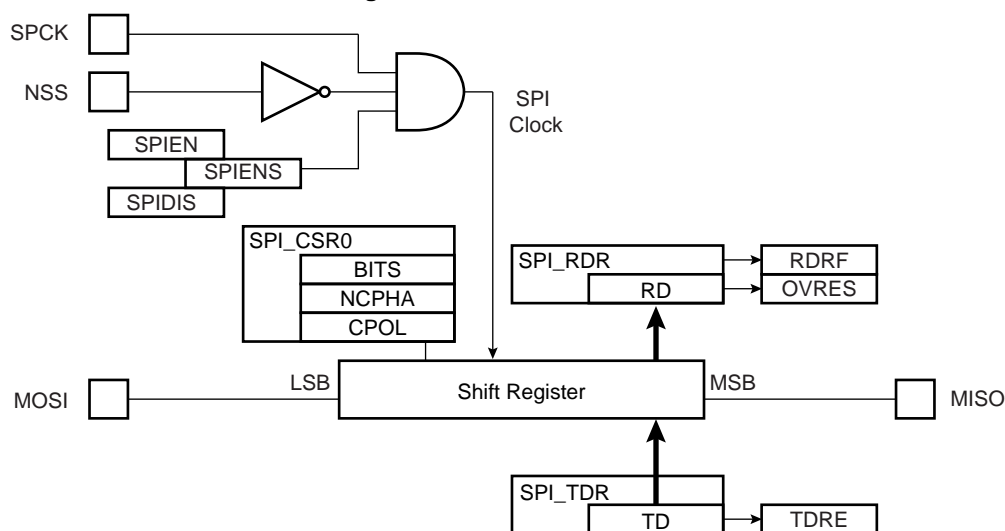 SPCK
NSS
SPI
Clock
SPIEN
SPIENS
SPIDIS
SPI_CSR0
BITS
NCPHA
CPOL
SPI_RDR
RD
RDRF
OVRES
LSB
Shift Register
MSB
MOSI
MISO
SPI_TDR
TD
TDRE